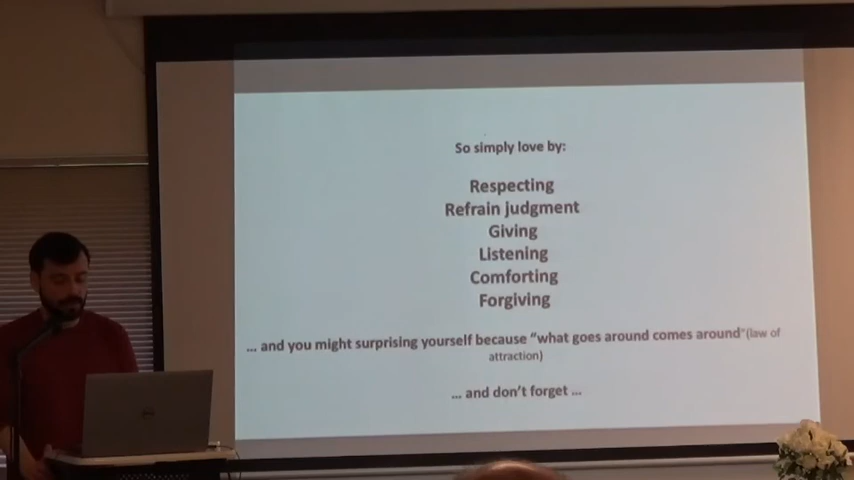 So simply love by:
Respecting
Refrain judgment
Giving
Listening
Comforting
Forgiving
... and you might surprising yourself because “what goes around comes around”(law of
attraction)
... and don’t forget ...